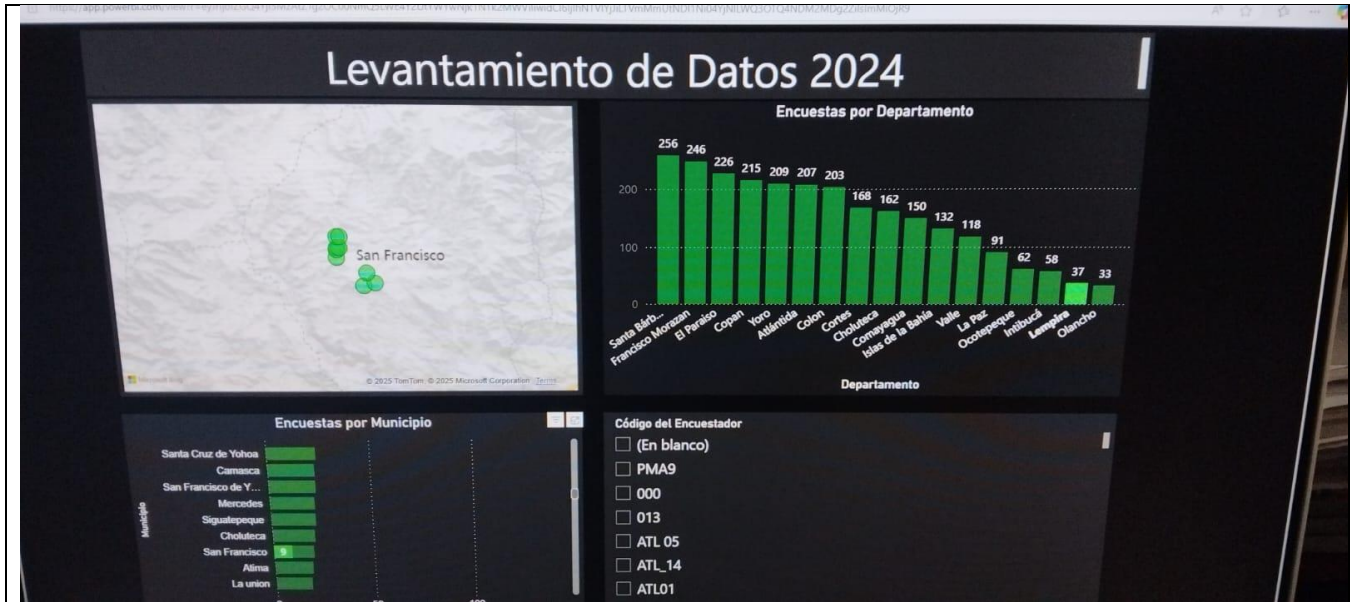 Levantamiento de Datos 2024
San Francisco
© 2025 TomTom, © 2025 Microsoft Corporation Terms
Encuestas por Departamento
256 246 226 215 209 207 203 168 162 150 132 118 91 62 58 37 33
200
100
0
Santa Bárb...
Francisco Morazan
El Paraiso
Copan
Yoro
Atlántida
Colon
Cortes
Choluteca
Comayagua
Islas de la Bahía
Valle
La Paz
Ocotepeque
Intibucá
Lempira
Olancho
Departamento
Encuestas por Municipio
Municipio
Santa Cruz de Yohoa
Camasca
San Francisco de Y...
Mercedes
Siguatepeque
Choluteca
San Francisco 9
Atima
La union
Código del Encuestador
(En blanco)
PMA9
000
013
ATL 05
ATL_14
ATL01